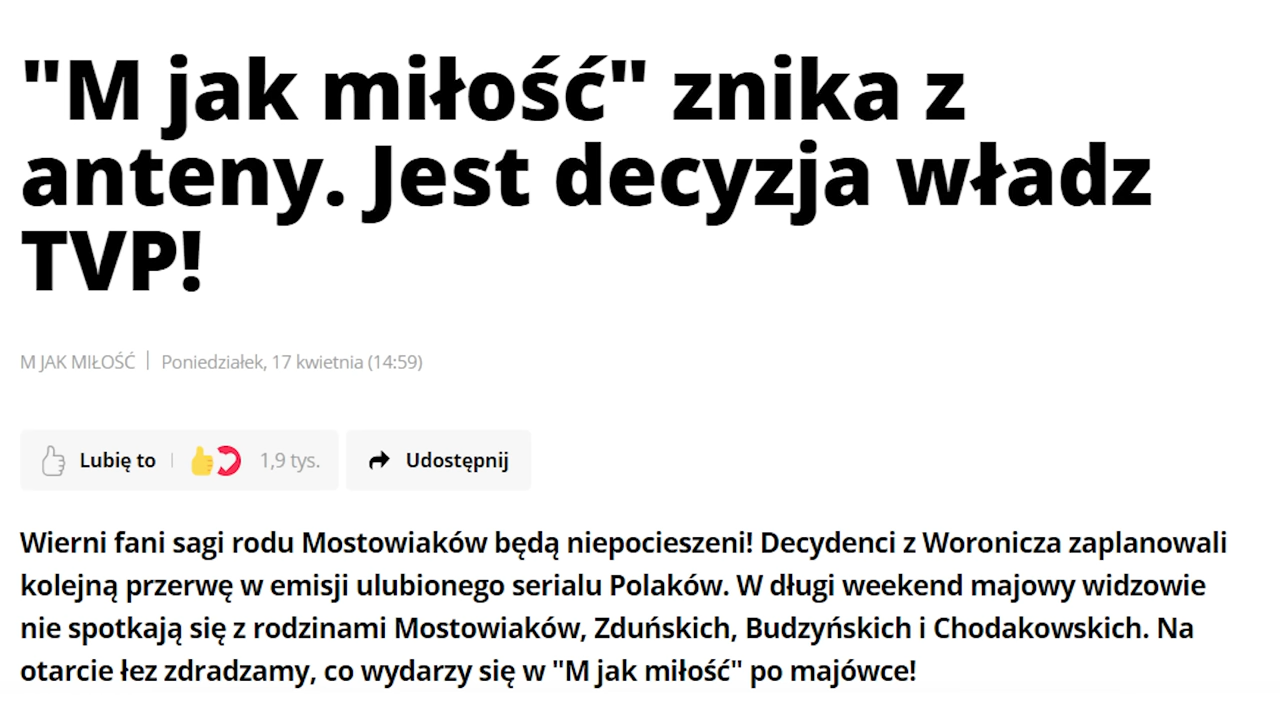 "M jak miłość" znika z
anteny. Jest decyzja władz
TVP!
M JAK MIŁOŚĆ | Poniedziałek, 17 kwietnia (14:59)
Lubię to | 1,9 tys. Udostępnij
Wierni fani sagi rodu Mostowiaków będą niepocieszeni! Decydenci z Woronicza zaplanowali
kolejną przerwę w emisji ulubionego serialu Polaków. W długi weekend majowy widzowie
nie spotkają się z rodzinami Mostowiaków, Zduńskich, Budzyńskich i Chodakowskich. Na
otarcie łez zdradzamy, co wydarzy się w "M jak miłość" po majówce!